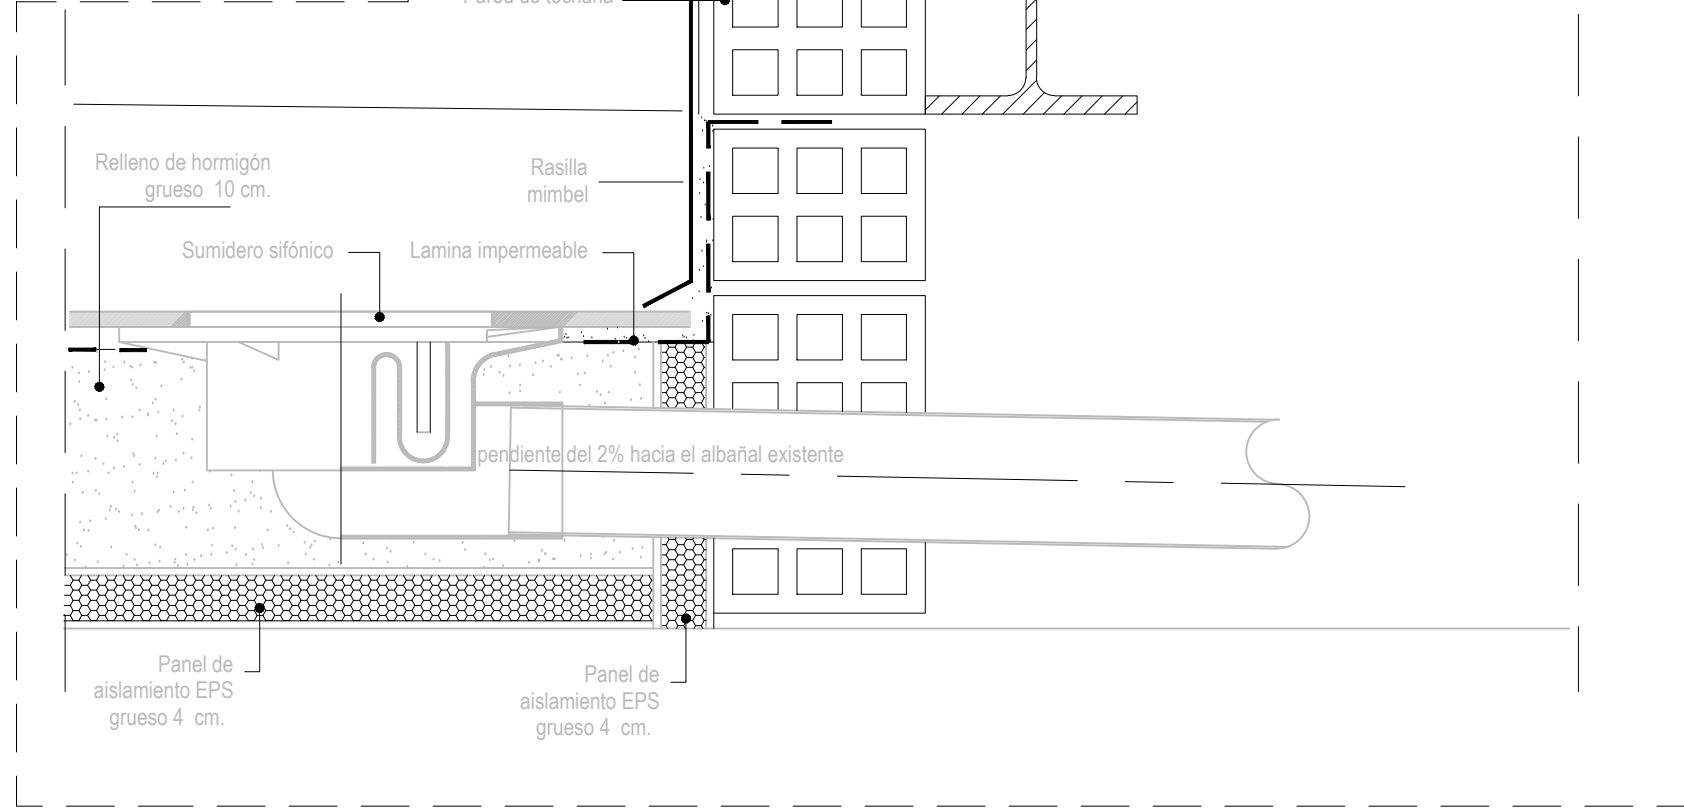 Relleno de hormigón
grueso 10 cm.
Rasilla
mimbel
Sumidero sifónico
Lamina impermeable
pendiente del 2% hacia el albañal existente
Panel de
aislamiento EPS
grueso 4 cm.
Panel de
aislamiento EPS
grueso 4 cm.